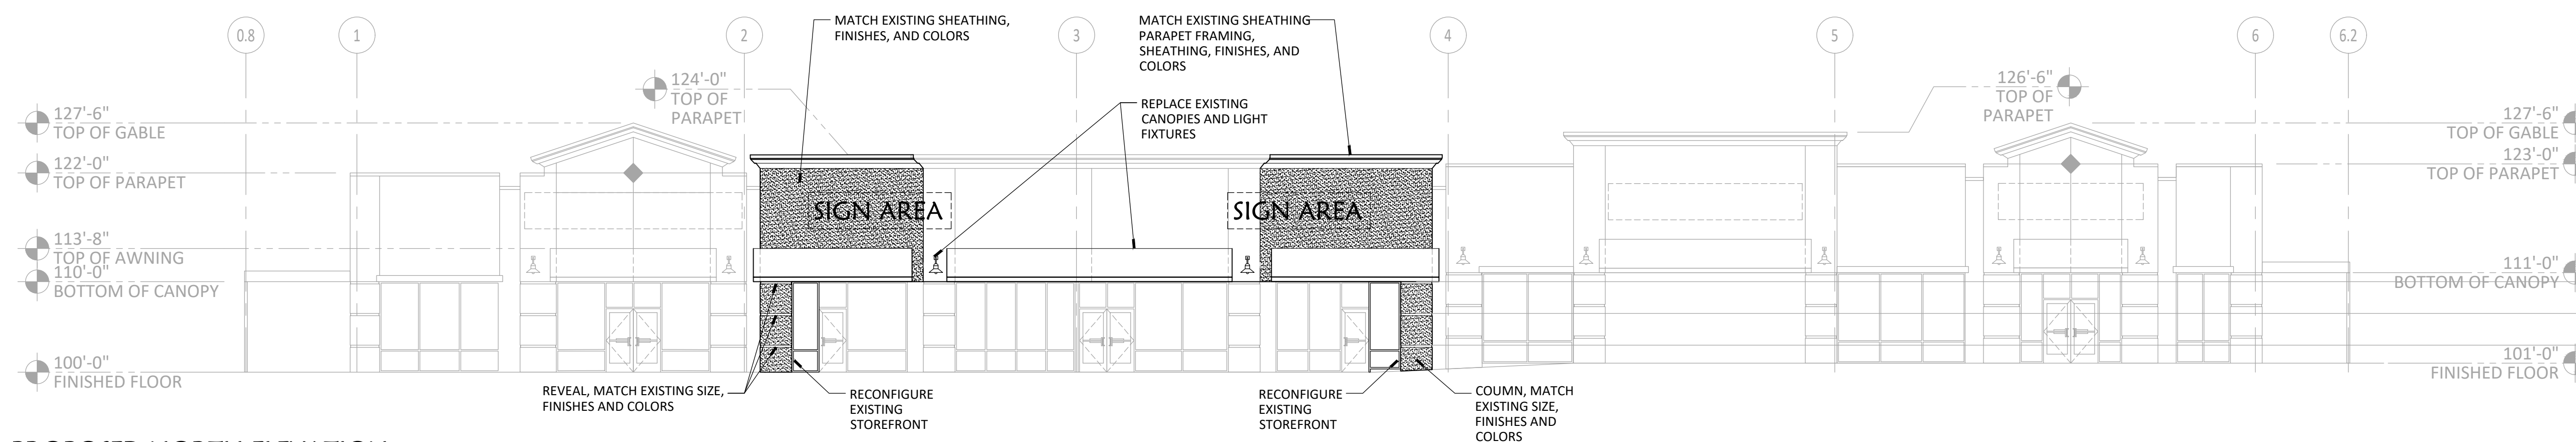 0.8
1
2
3
4
5
6
6.2
MATCH EXISTING SHEATHING,
FINISHES, AND COLORS
MATCH EXISTING SHEATHING
PARAPET FRAMING,
SHEATHING, FINISHES, AND
COLORS
REPLACE EXISTING
CANOPIES AND LIGHT
FIXTURES
124'-0"
TOP OF
PARAPET
126'-6"
TOP OF
PARAPET
127'-6"
TOP OF GABLE
122'-0"
TOP OF PARAPET
113'-8"
TOP OF AWNING
110'-0"
BOTTOM OF CANOPY
100'-0"
FINISHED FLOOR
SIGN AREA
SIGN AREA
127'-6"
TOP OF GABLE
123'-0"
TOP OF PARAPET
111'-0"
BOTTOM OF CANOPY
101'-0"
FINISHED FLOOR
REVEAL, MATCH EXISTING SIZE,
FINISHES AND COLORS
RECONFIGURE
EXISTING
STOREFRONT
RECONFIGURE
EXISTING
STOREFRONT
COUMN, MATCH
EXISTING SIZE,
FINISHES AND
COLORS
PROPOSED NORTH ELEVATION